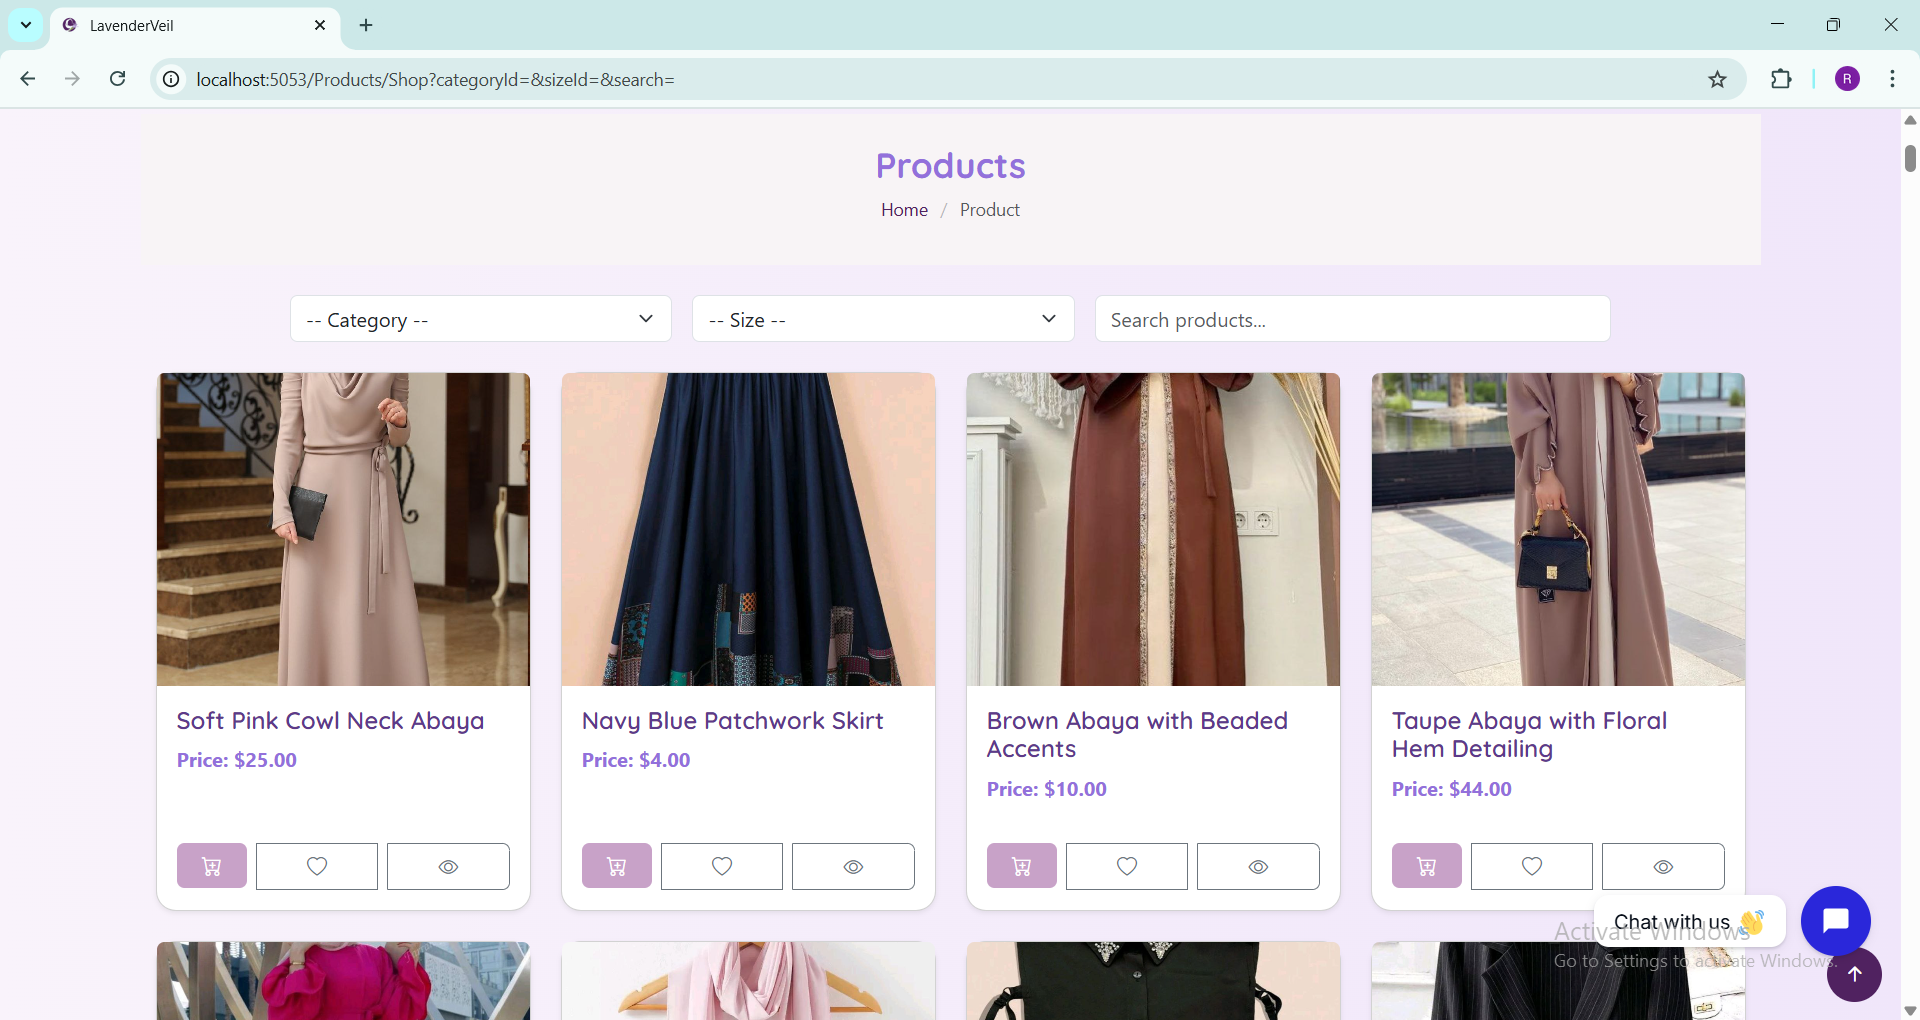 LavenderVeil
localhost:5053/Products/Shop?categoryId=&sizeId=&search=
R
Products
Home / Product
-- Category --
-- Size --
Search products...
Soft Pink Cowl Neck Abaya
Price: $25.00
Navy Blue Patchwork Skirt
Price: $4.00
Brown Abaya with Beaded
Accents
Price: $10.00
Taupe Abaya with Floral
Hem Detailing
Price: $44.00
Chat with us 👋
Activate Windows
Go to Settings to activate Windows.